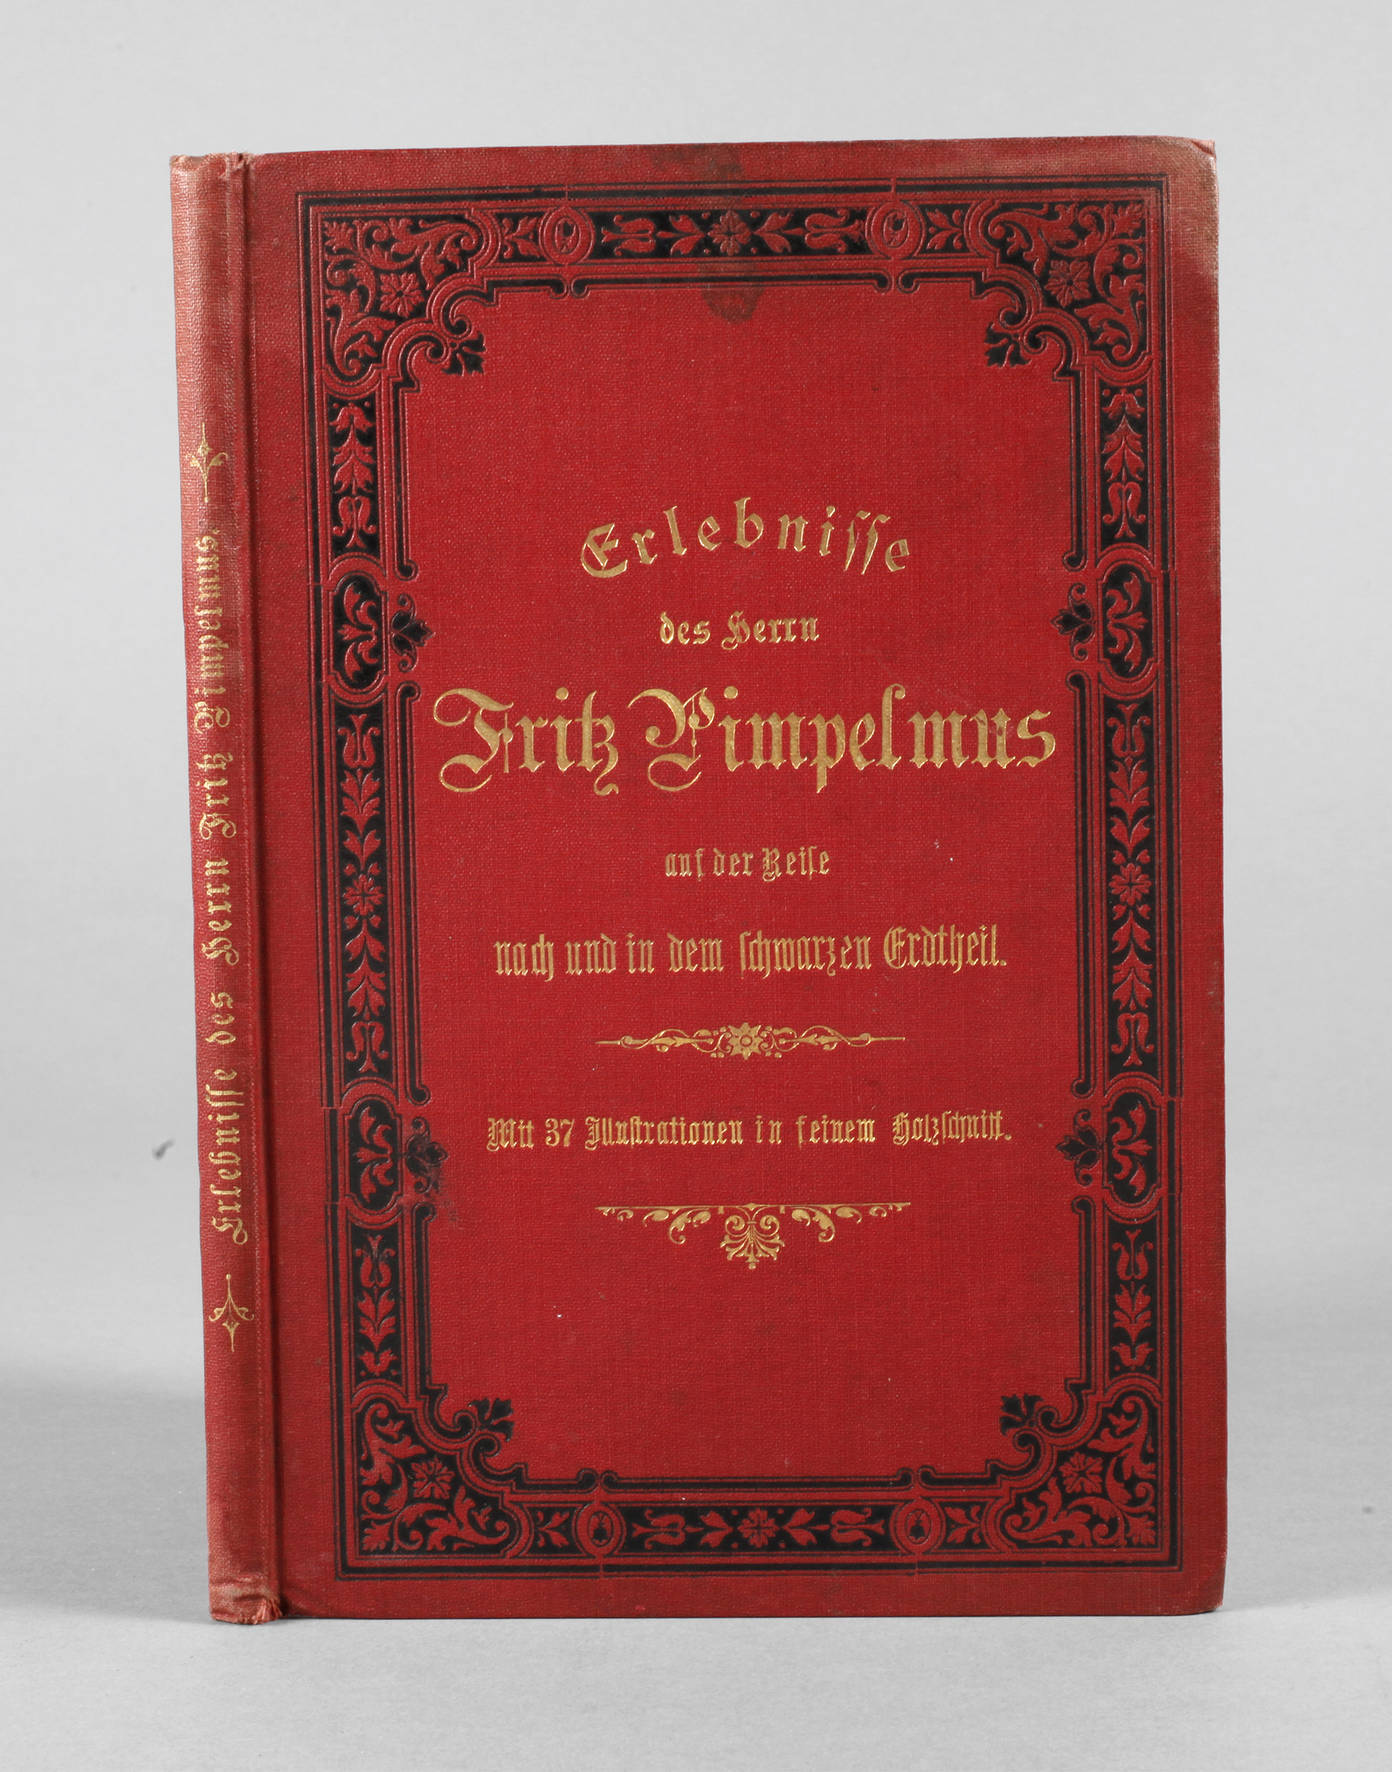 Erlebnisse des Herrn Fritz Pimpelmus.
Erlebniſſe
des Herrn
Fritz Pimpelmus
auf der Reiſe
nach und in dem ſchwarzen Erdtheil.
Mit 37 Illuſtrationen in feinem Holzſchnitt.